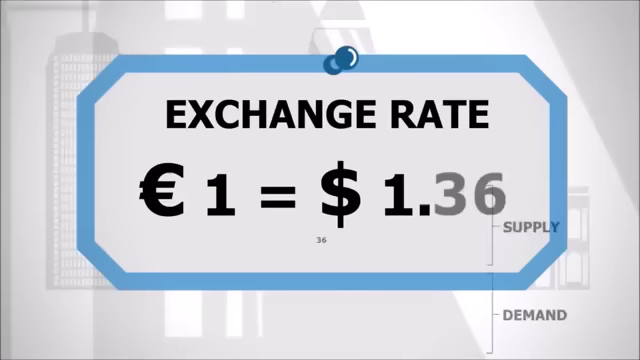 EXCHANGE RATE
€ 1 = $ 1.36
36
SUPPLY
DEMAND